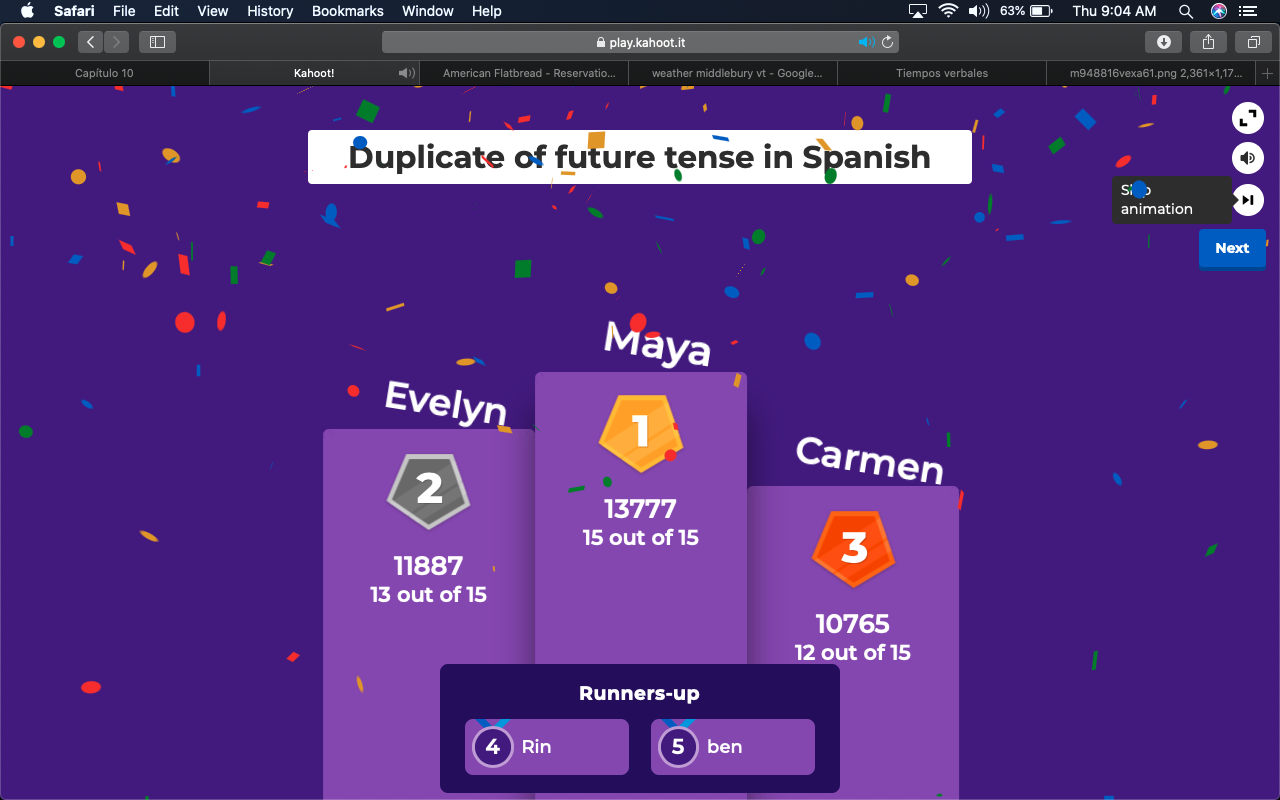 Safari File Edit View History Bookmarks Window Help 63% Thu 9:04 AM
play.kahoot.it
Capítulo 10 Kahoot! American Flatbread - Reservatio... weather middlebury vt - Google... Tiempos verbales m948816vexa61.png 2,361×1,17...
Duplicate of future tense in Spanish
Skip
animation
Next
Maya
Evelyn
Carmen
1
13777
15 out of 15
2
11887
13 out of 15
3
10765
12 out of 15
Runners-up
4 Rin 5 ben